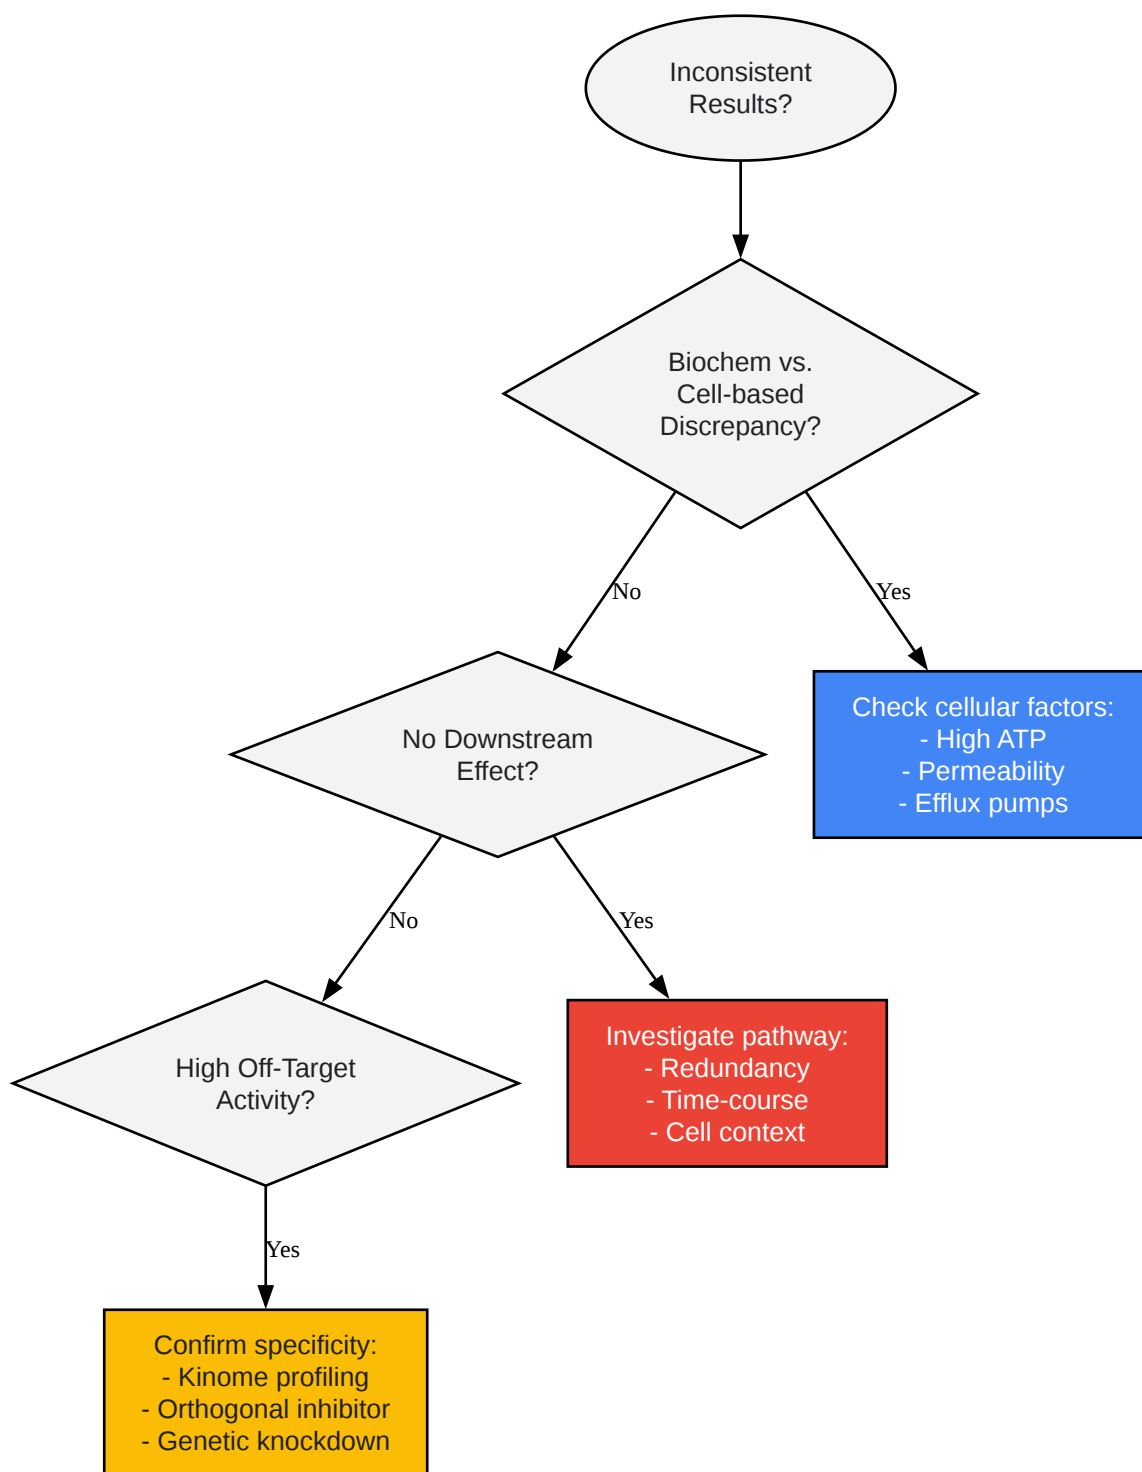 Inconsistent
Results?
Biochem vs.
Cell-based
Discrepancy?
No
Yes
No Downstream
Effect?
Check cellular factors:
- High ATP
- Permeability
- Efflux pumps
No
Yes
High Off-Target
Activity?
Investigate pathway:
- Redundancy
- Time-course
- Cell context
Yes
Confirm specificity:
- Kinome profiling
- Orthogonal inhibitor
- Genetic knockdown